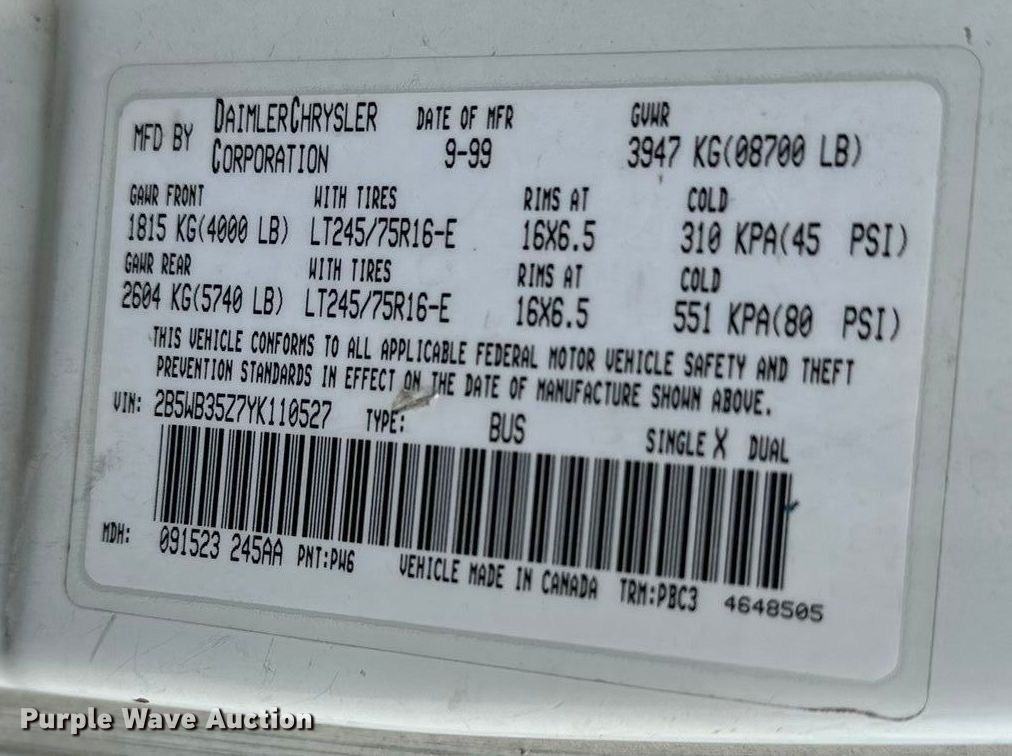 MFD BY DAIMLERCHRYSLER CORPORATION DATE OF MFR 9-99 GVWR 3947 KG(08700 LB)
GAWR FRONT WITH TIRES RIMS AT COLD
1815 KG(4000 LB) LT245/75R16-E 16X6.5 310 KPA(45 PSI)
GAWR REAR WITH TIRES RIMS AT COLD
2604 KG(5740 LB) LT245/75R16-E 16X6.5 551 KPA(80 PSI)
THIS VEHICLE CONFORMS TO ALL APPLICABLE FEDERAL MOTOR VEHICLE SAFETY AND THEFT
PREVENTION STANDARDS IN EFFECT ON THE DATE OF MANUFACTURE SHOWN ABOVE.
VIN: 2B5WB35Z7YK110527 TYPE: BUS SINGLE X DUAL
MDH: 091523 245AA PNT:PW6 VEHICLE MADE IN CANADA TRM:PBC3 4648505
Purple Wave Auction